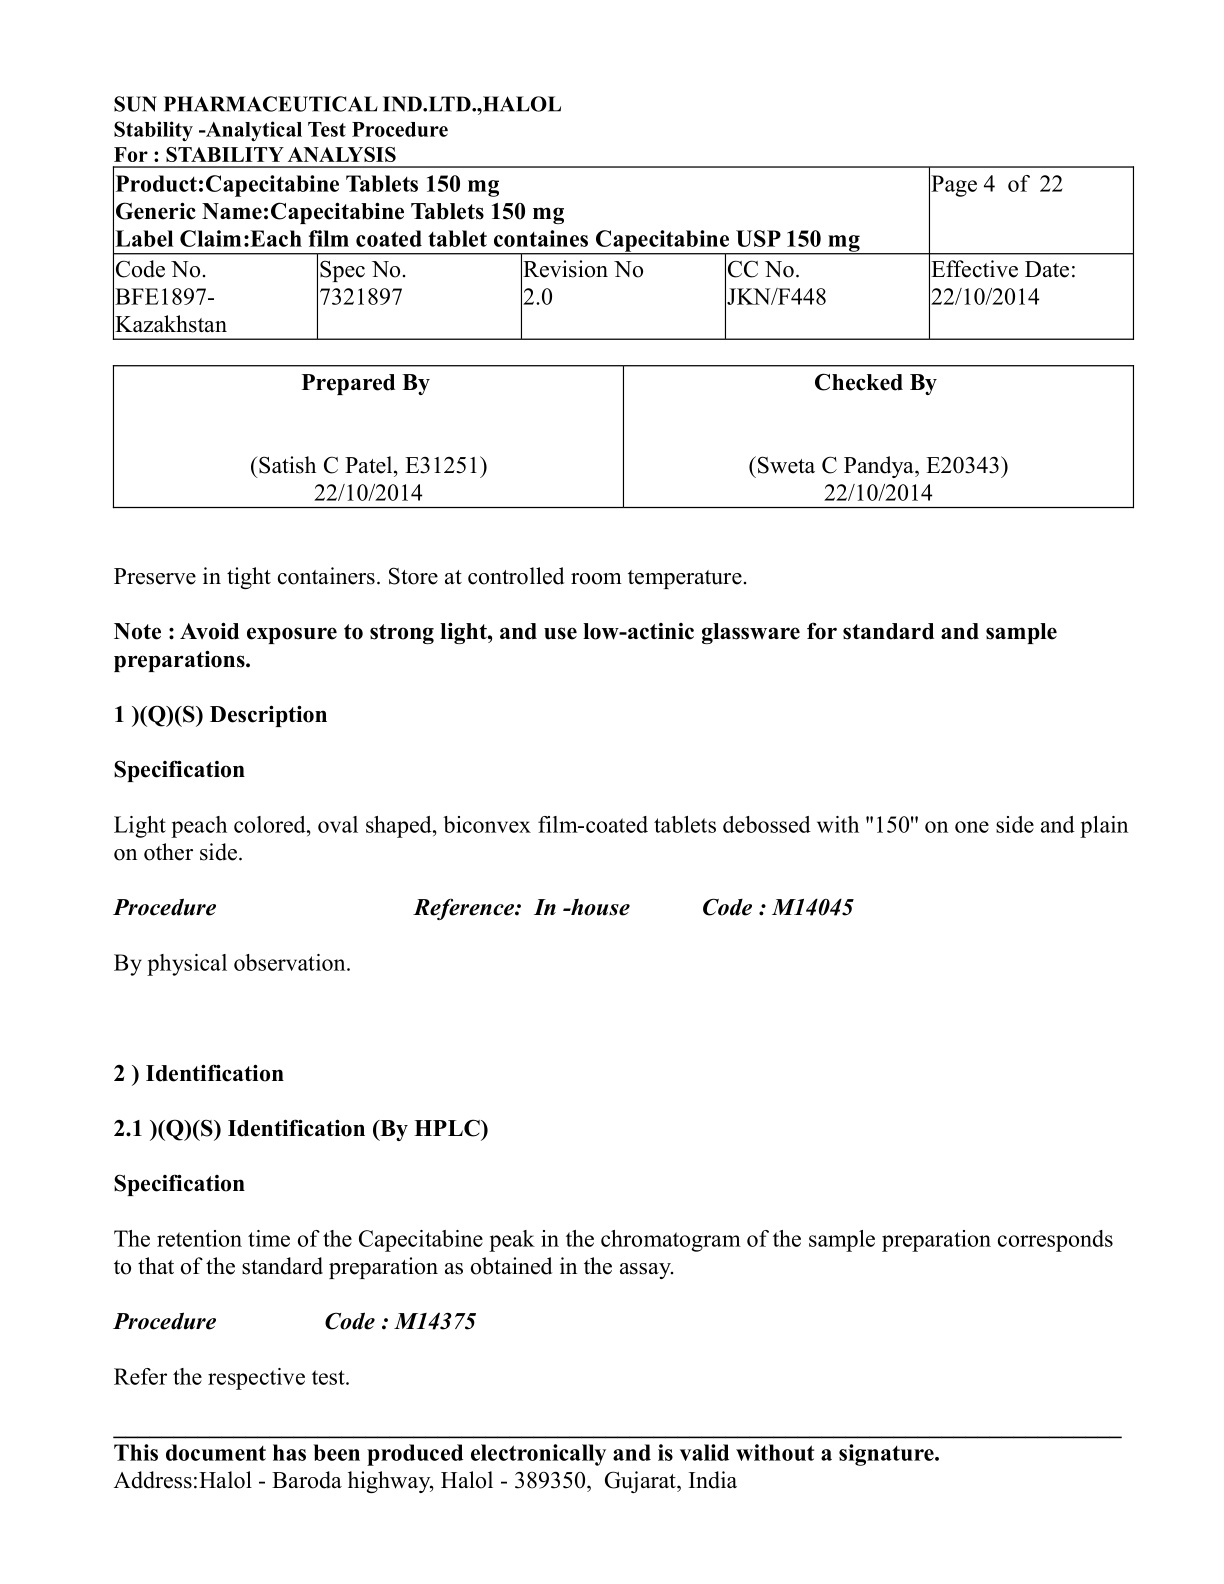 SUN PHARMACEUTICAL IND.LTD.,HALOL
Stability -Analytical Test Procedure
For : STABILITY ANALYSIS
Product:Capecitabine Tablets 150 mg
Generic Name:Capecitabine Tablets 150 mg
Label Claim:Each film coated tablet containes Capecitabine USP 150 mg
Page 4 of 22
Code No.
BFE1897-
Kazakhstan
Spec No.
7321897
Revision No
2.0
CC No.
JKN/F448
Effective Date:
22/10/2014
Prepared By
(Satish C Patel, E31251)
22/10/2014
Checked By
(Sweta C Pandya, E20343)
22/10/2014
Preserve in tight containers. Store at controlled room temperature.
Note : Avoid exposure to strong light, and use low-actinic glassware for standard and sample
preparations.
1 )(Q)(S) Description
Specification
Light peach colored, oval shaped, biconvex film-coated tablets debossed with "150" on one side and plain
on other side.
Procedure Reference: In -house Code : M14045
By physical observation.
2 ) Identification
2.1 )(Q)(S) Identification (By HPLC)
Specification
The retention time of the Capecitabine peak in the chromatogram of the sample preparation corresponds
to that of the standard preparation as obtained in the assay.
Procedure Code : M14375
Refer the respective test.
This document has been produced electronically and is valid without a signature.
Address:Halol - Baroda highway, Halol - 389350, Gujarat, India